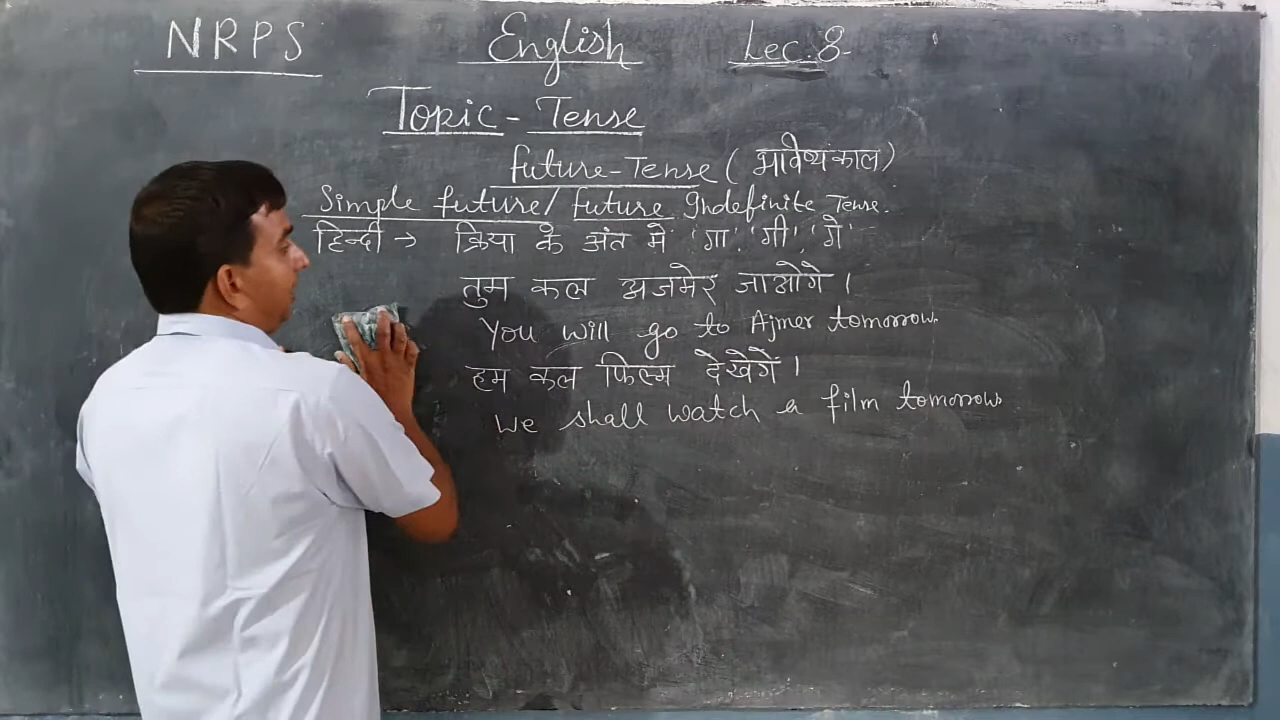 NRPS English Lec. 8
Topic - Tense
Future-Tense ( भविष्यकाल)
Simple future/ future Indefinite Tense.
हिन्दी → क्रिया के अंत में 'गा', 'गी', 'गे'
तुम कल अजमेर जाओगे ।
You will go to Ajmer tomorrow.
हम कल फिल्म देखेगें ।
We shall watch a film tomorrow